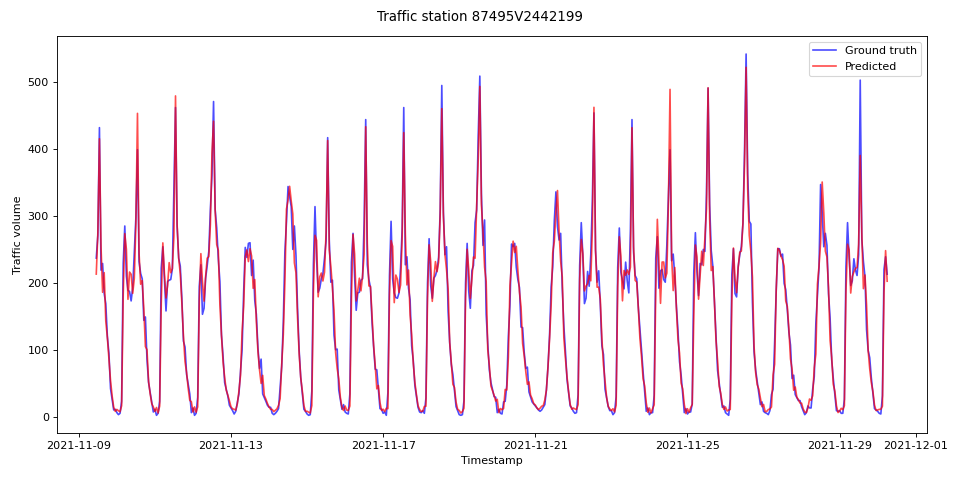 Traffic station 87495V2442199
Ground truth
Predicted
Traffic volume
500
400
300
200
100
0
2021-11-09
2021-11-13
2021-11-17
2021-11-21
2021-11-25
2021-11-29
2021-12-01
Timestamp